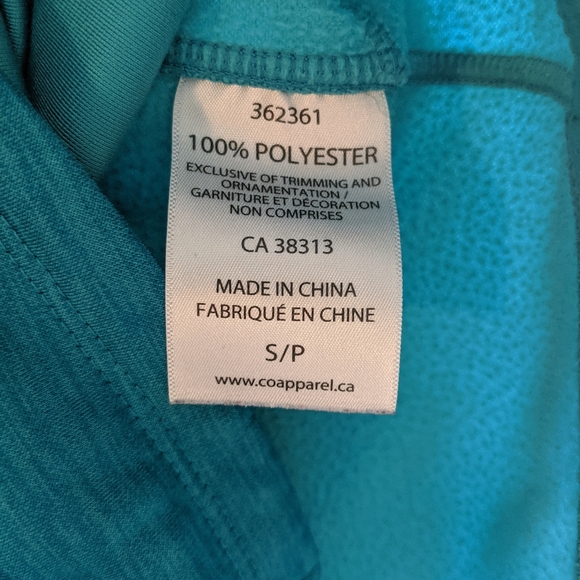 362361
100% POLYESTER
EXCLUSIVE OF TRIMMING AND
ORNAMENTATION /
GARNITURE ET DÉCORATION
NON COMPRISES
CA 38313
MADE IN CHINA
FABRIQUÉ EN CHINE
S/P
www.coapparel.ca